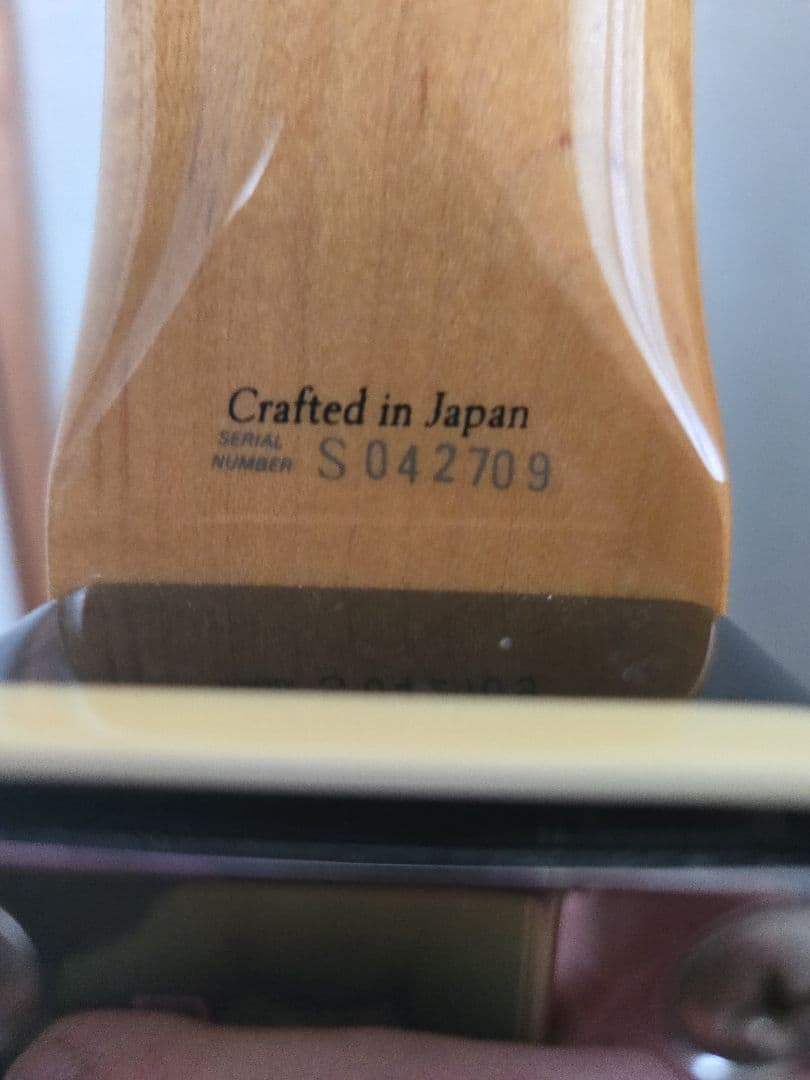 Crafted in Japan
SERIAL
NUMBER S 042709